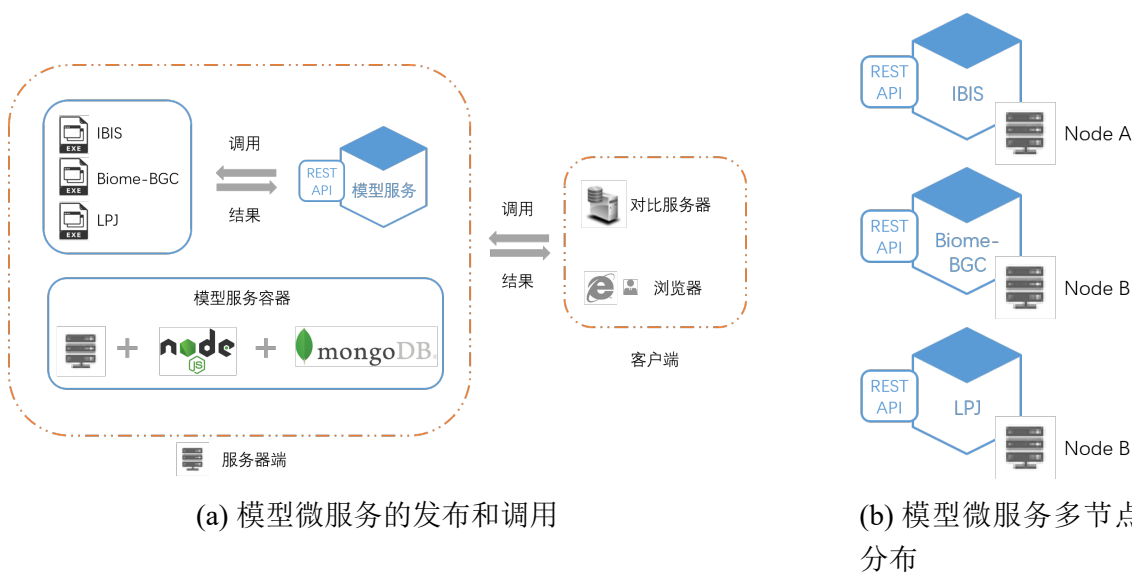 IBIS
Biome-BGC
LPJ
EXE
EXE
EXE
调用
结果
REST
API
模型服务
模型服务容器
+
node
JS
+
mongoDB.
服务器端
调用
结果
对比服务器
浏览器
客户端
(a) 模型微服务的发布和调用
REST
API
IBIS
Node A
REST
API
Biome-
BGC
Node B
REST
API
LPJ
Node B
(b) 模型微服务多节点
分布